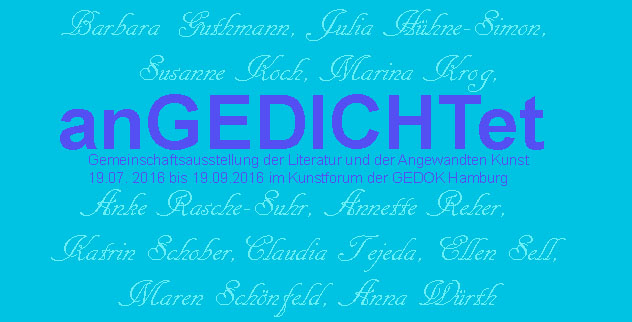 Barbara Guthmann, Julia Hühne-Simon,
Susanne Koch, Marina Krog,
anGEDICHTet
Gemeinschaftsausstellung der Literatur und der Angewandten Kunst
19.07. 2016 bis 19.09.2016 im Kunstforum der GEDOK Hamburg
Anke Rasche-Suhr, Annette Reher,
Katrin Schober, Claudia Tejeda, Ellen Sell,
Maren Schönfeld, Anna Würth